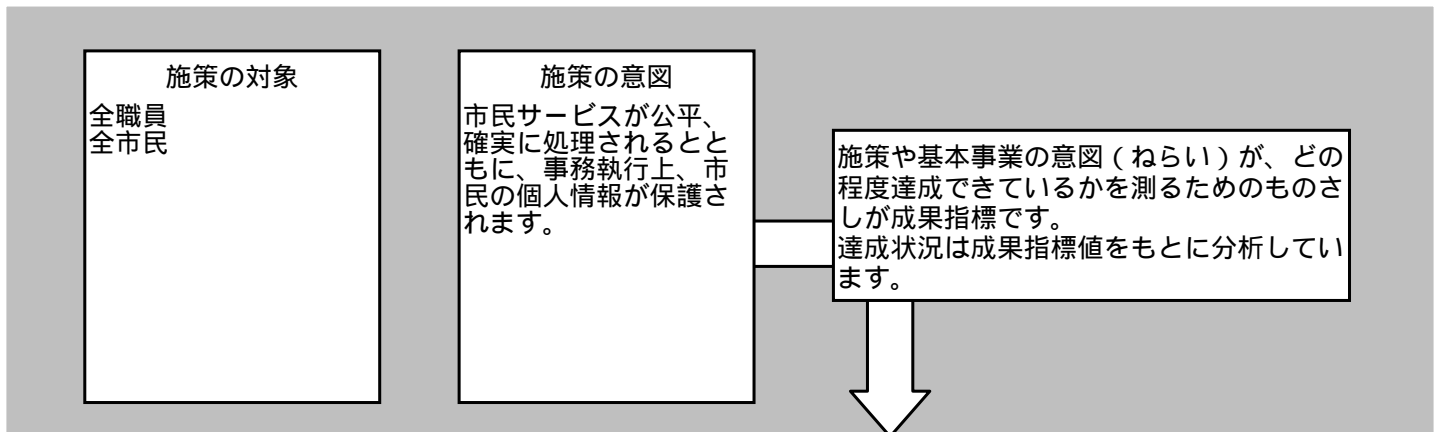 施策の対象
全職員
全市民
施策の意図
市民サービスが公平、
確実に処理されるとと
もに、事務執行上、市
民の個人情報が保護さ
れます。
施策や基本事業の意図(ねらい)が、どの
程度達成できているかを測るためのものさ
しが成果指標です。
達成状況は成果指標値をもとに分析してい
ます。